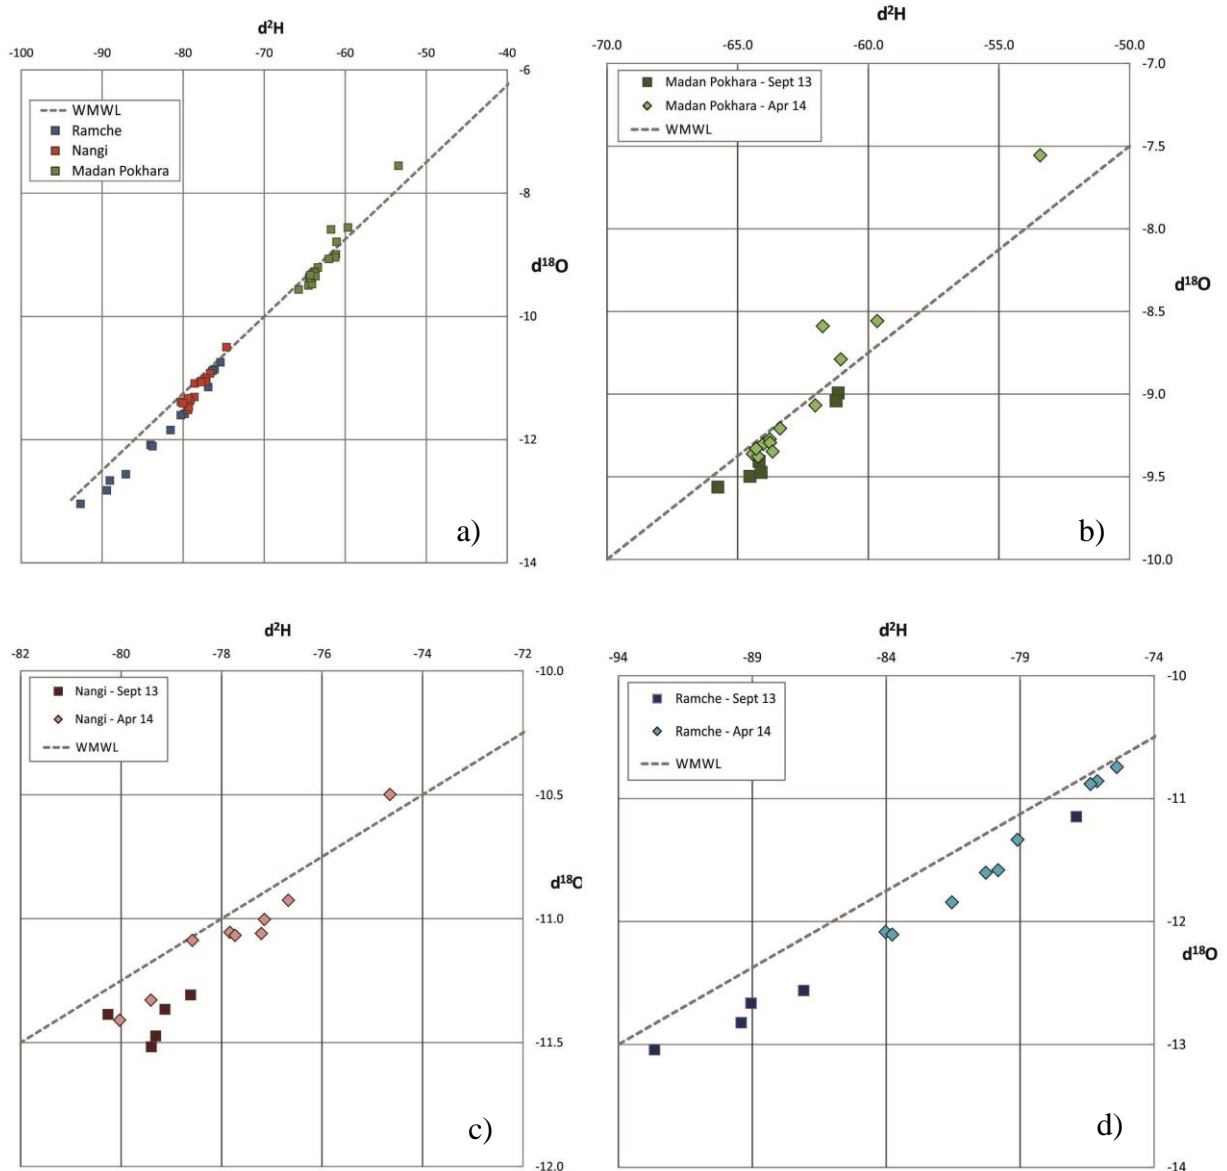 d²H
-100 -90 -80 -70 -60 -50 -40
-6
-8
d¹⁸O
-10
-12
-14
WMWL
Ramche
Nangi
Madan Pokhara
a)
d²H
-70.0 -65.0 -60.0 -55.0 -50.0
-7.0
-7.5
-8.0
d¹⁸O
-8.5
-9.0
-9.5
-10.0
Madan Pokhara - Sept 13
Madan Pokhara - Apr 14
WMWL
b)
d²H
-82 -80 -78 -76 -74 -72
-10.0
-10.5
d¹⁸O
-11.0
-11.5
-12.0
Nangi - Sept 13
Nangi - Apr 14
WMWL
c)
d²H
-94 -89 -84 -79 -74
-10
-11
-12
d¹⁸O
-13
-14
Ramche - Sept 13
Ramche - Apr 14
WMWL
d)